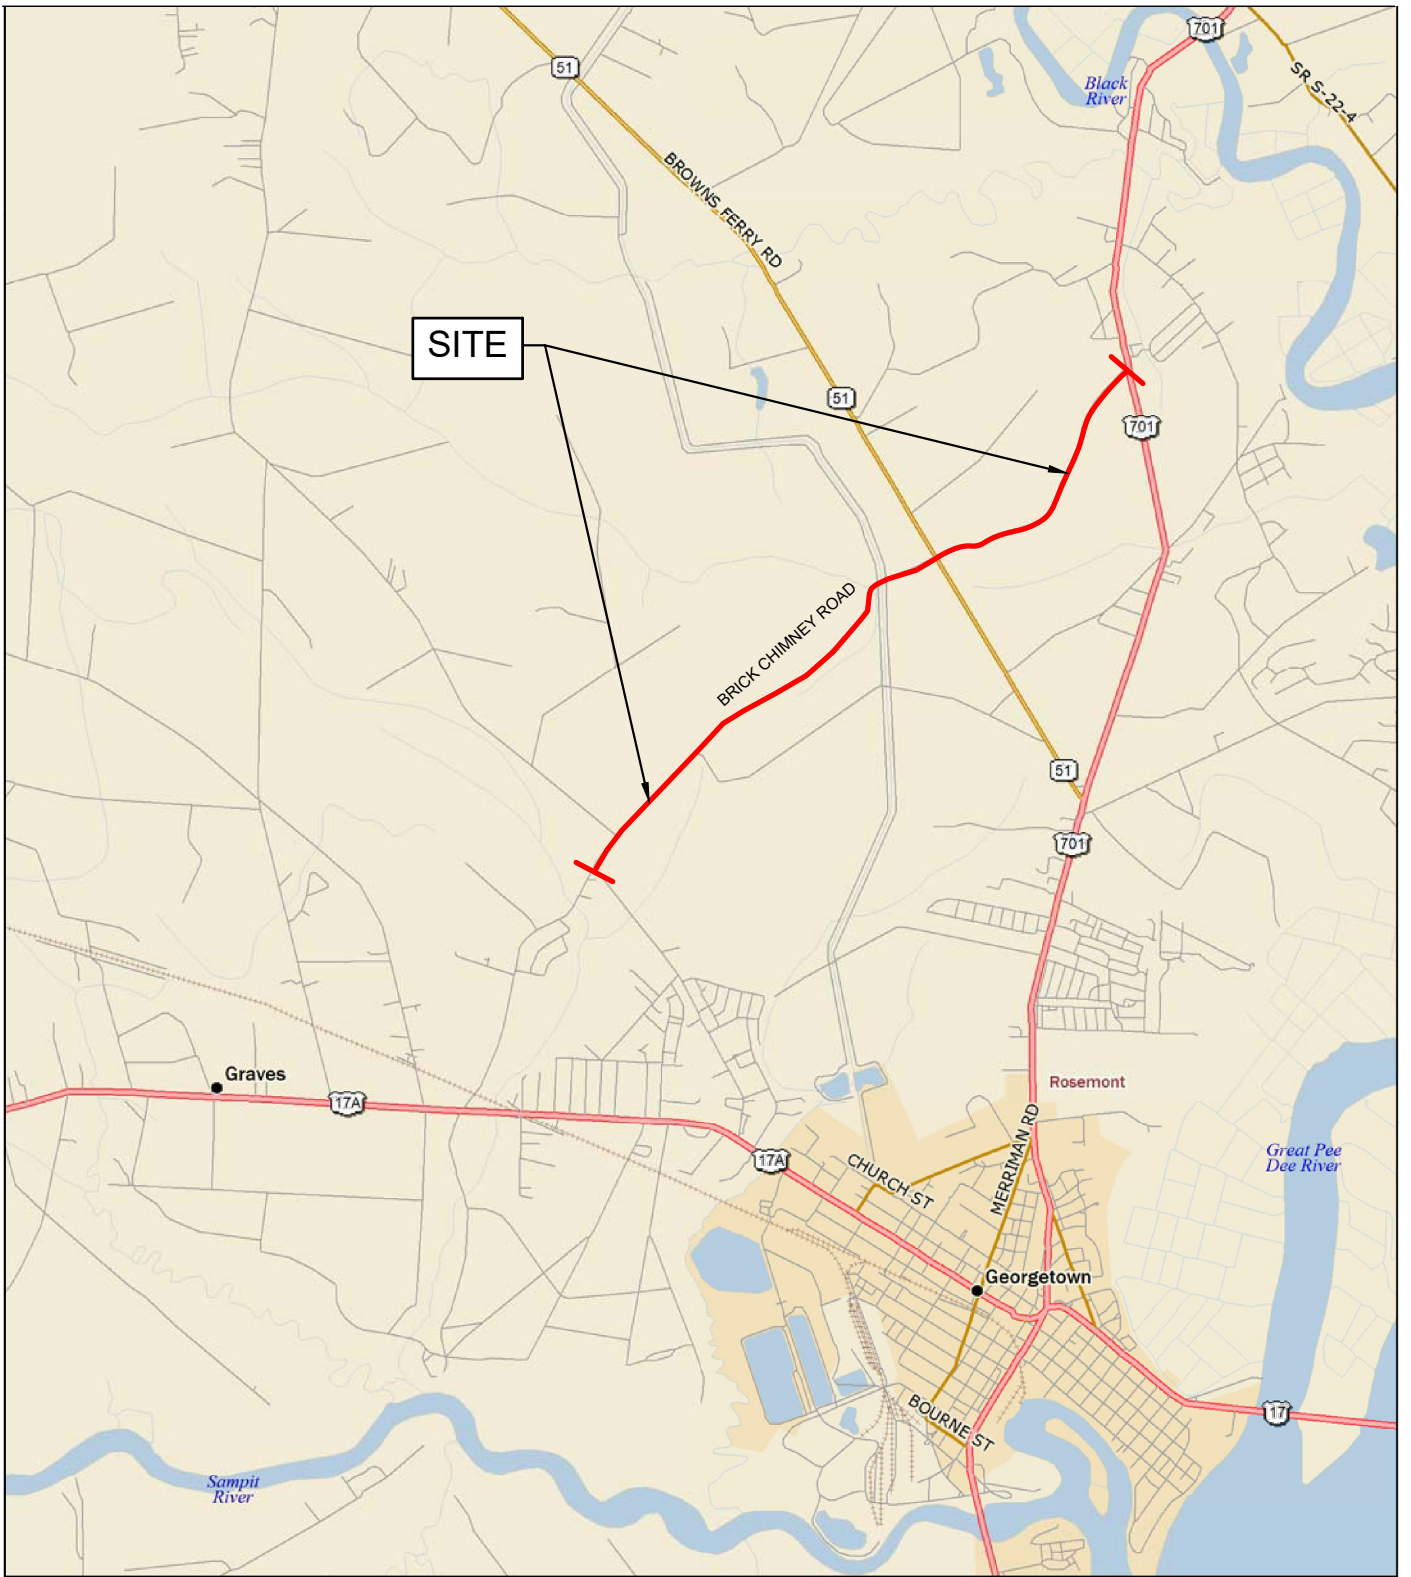 701
51
Black
River
SR S-22-4
BROWNS FERRY RD
SITE
51
701
BRICK CHIMNEY ROAD
51
701
Graves
17A
Rosemont
MERRIMAN RD
17A
CHURCH ST
Great Pee
Dee River
Georgetown
BOURNE ST
17
Sampit
River